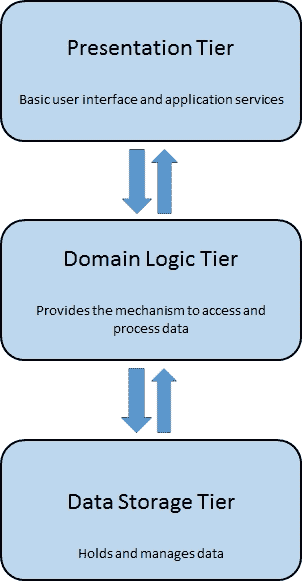 Presentation Tier
Basic user interface and application services
Domain Logic Tier
Provides the mechanism to access and
process data
Data Storage Tier
Holds and manages data